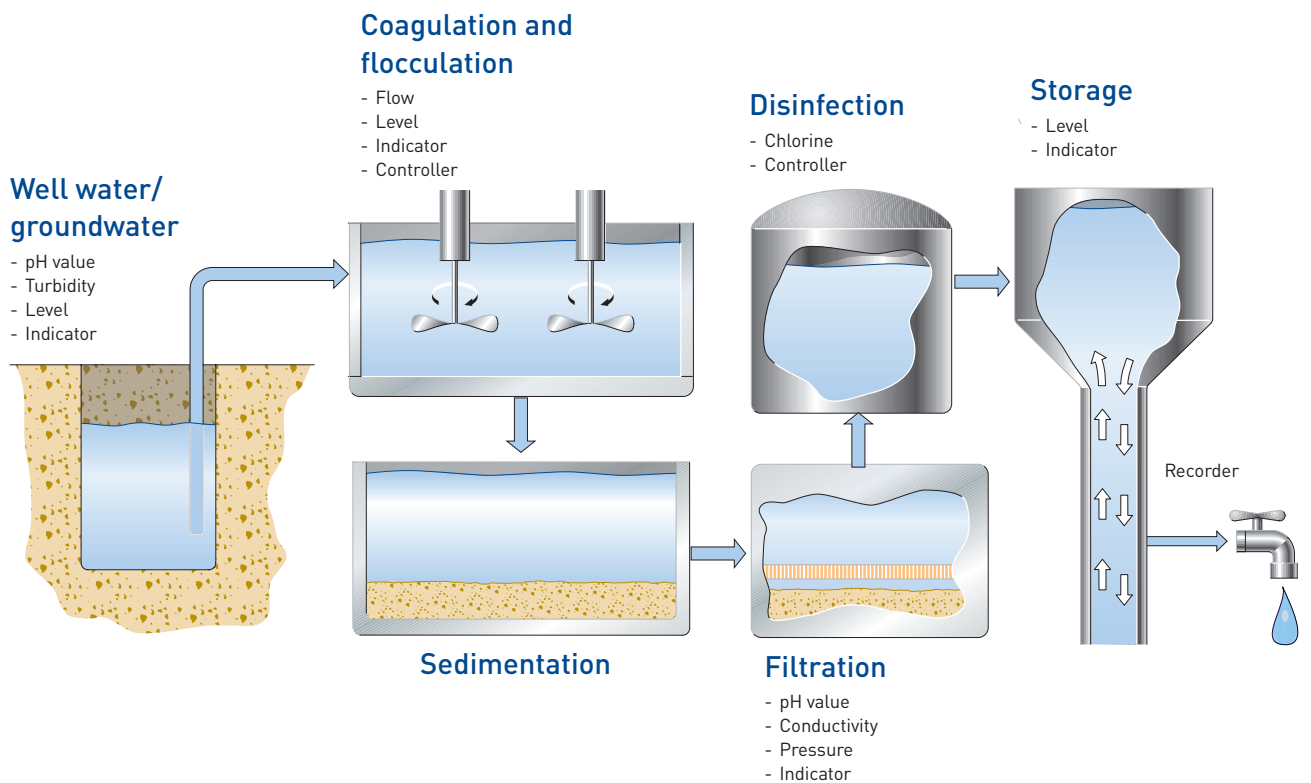 Well water/
groundwater
- pH value
- Turbidity
- Level
- Indicator
Coagulation and
flocculation
- Flow
- Level
- Indicator
- Controller
Sedimentation
Filtration
- pH value
- Conductivity
- Pressure
- Indicator
Disinfection
- Chlorine
- Controller
Storage
- Level
- Indicator
Recorder